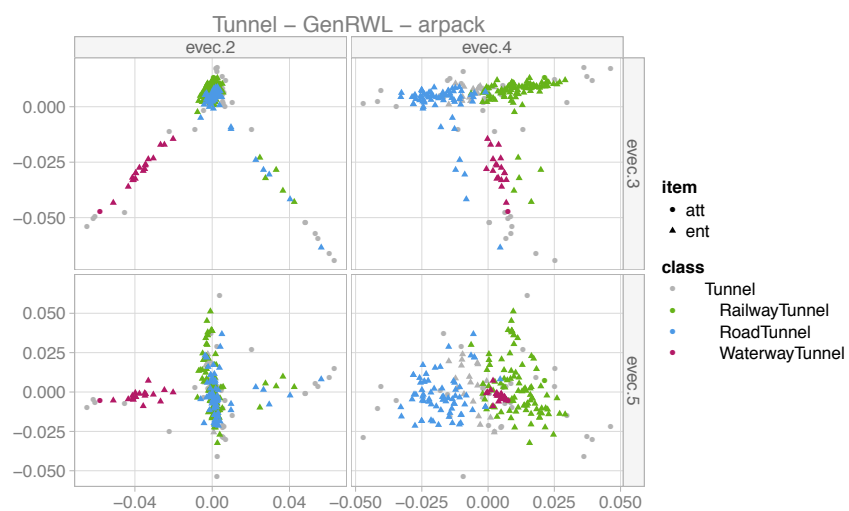 Tunnel − GenRWL − arpack
evec.2 evec.4
0.000
−0.025
−0.050
evec.3
0.050
0.025
0.000
−0.025
−0.050
evec.5
−0.04 0.00 0.04 −0.050 −0.025 0.000 0.025 0.050
item
att
ent
class
Tunnel
RailwayTunnel
RoadTunnel
WaterwayTunnel